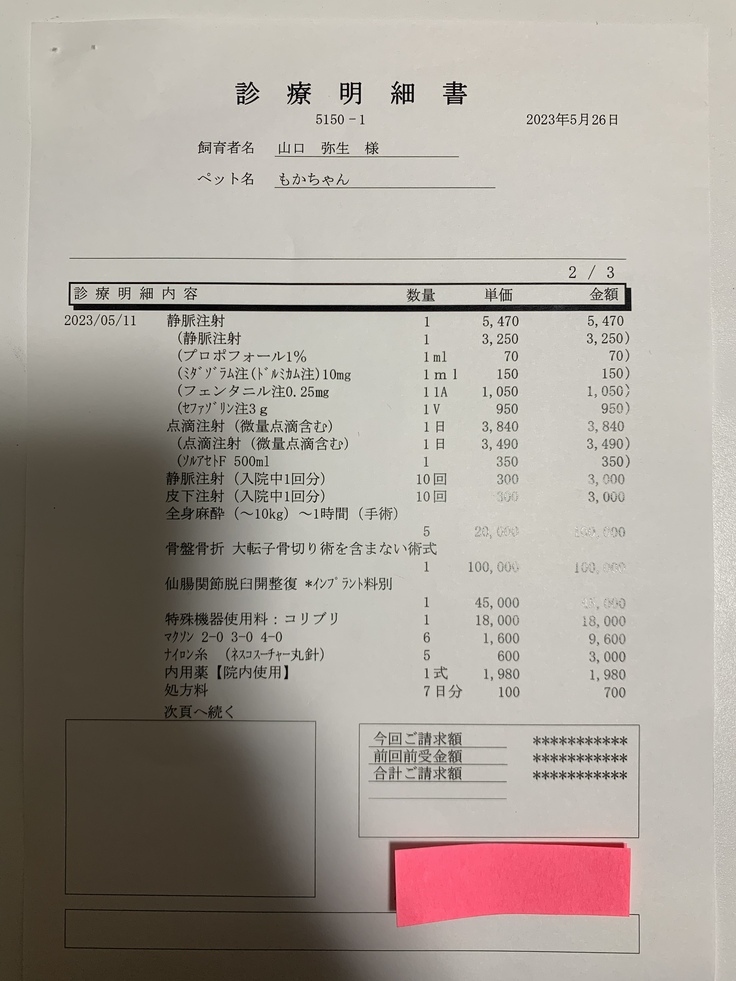 診療明細書
5150-1 2023年5月26日
飼育者名 山口 弥生 様
ペット名 もかちゃん
2 / 3
診療明細内容 数量 単価 金額
2023/05/11 静脈注射 1 5,470 5,470
(静脈注射 1 3,250 3,250)
(プロポフォール1% 1ml 70 70)
(ﾐﾀﾞｿﾞﾗﾑ注(ﾄﾞﾙﾐｶﾑ注)10mg 1ml 150 150)
(フェンタニル注0.25mg 11A 1,050 1,050)
(ｾﾌｧｿﾞﾘﾝ注3g 1V 950 950)
点滴注射 (微量点滴含む) 1日 3,840 3,840
(点滴注射 (微量点滴含む) 1日 3,490 3,490)
(ｿﾙｱｾﾄF 500ml 1 350 350)
静脈注射(入院中1回分) 10回 300 3,000
皮下注射(入院中1回分) 10回 300 3,000
全身麻酔(~10kg)~1時間(手術)
5 20,000
骨盤骨折 大転子骨切り術を含まない術式
1 100,000 100,000
仙腸関節脱臼開整復 *ｲﾝﾌﾟﾗﾝﾄ料別
1 45,000
特殊機器使用料:コリブリ 1 18,000 18,000
ﾏｸｿﾝ 2-0 3-0 4-0 6 1,600 9,600
ﾅｲﾛﾝ糸 (ﾈｽｺｽｰﾁｬｰ丸針) 5 600 3,000
内用薬【院内使用】 1式 1,980 1,980
処方料 7日分 100 700
次頁へ続く
今回ご請求額 ***********
前回前受金額 ***********
合計ご請求額 ***********